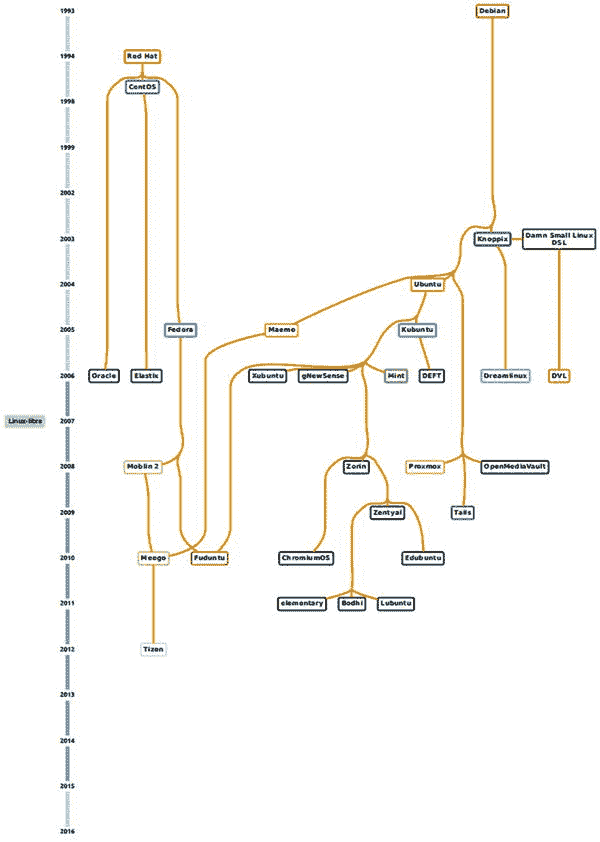 1993
Debian
1994
Red Hat
CentOS
1998
1999
2002
2003
Knoppix
Damn Small Linux
DSL
2004
Ubuntu
2005
Fedora
Maemo
Kubuntu
2006
Oracle
Elastix
Xubuntu
gNewSense
Mint
DEFT
Dreamlinux
DVL
Linux-libre
2007
2008
Moblin 2
Zorin
Proxmox
OpenMediaVault
2009
Zentyal
Tails
2010
Meego
Fuduntu
ChromiumOS
Edubuntu
2011
elementary
Bodhi
Lubuntu
2012
Tizen
2013
2014
2015
2016